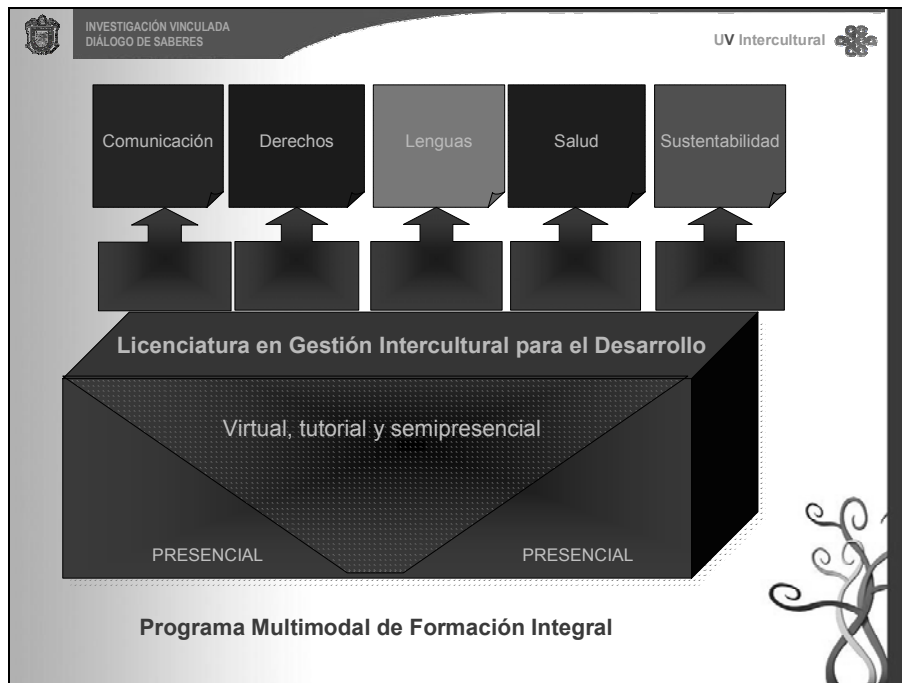 INVESTIGACIÓN VINCULADA
DIÁLOGO DE SABERES
UV Intercultural
Comunicación
Derechos
Lenguas
Salud
Sustentabilidad
Licenciatura en Gestión Intercultural para el Desarrollo
Virtual, tutorial y semipresencial
PRESENCIAL
PRESENCIAL
Programa Multimodal de Formación Integral